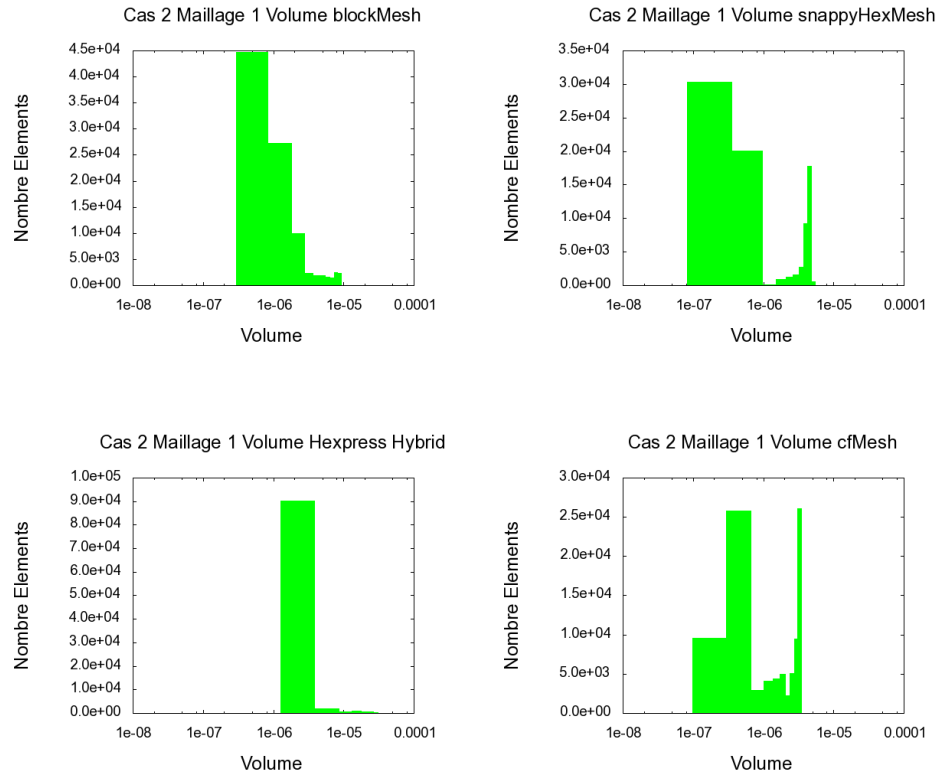 Cas 2 Maillage 1 Volume blockMesh
Nombre Elements
4.5e+04
4.0e+04
3.5e+04
3.0e+04
2.5e+04
2.0e+04
1.5e+04
1.0e+04
5.0e+03
0.0e+00
1e-08 1e-07 1e-06 1e-05 0.0001
Volume
Cas 2 Maillage 1 Volume snappyHexMesh
Nombre Elements
3.5e+04
3.0e+04
2.5e+04
2.0e+04
1.5e+04
1.0e+04
5.0e+03
0.0e+00
1e-08 1e-07 1e-06 1e-05 0.0001
Volume
Cas 2 Maillage 1 Volume Hexpress Hybrid
Nombre Elements
1.0e+05
9.0e+04
8.0e+04
7.0e+04
6.0e+04
5.0e+04
4.0e+04
3.0e+04
2.0e+04
1.0e+04
0.0e+00
1e-08 1e-07 1e-06 1e-05 0.0001
Volume
Cas 2 Maillage 1 Volume cfMesh
Nombre Elements
3.0e+04
2.5e+04
2.0e+04
1.5e+04
1.0e+04
5.0e+03
0.0e+00
1e-08 1e-07 1e-06 1e-05 0.0001
Volume